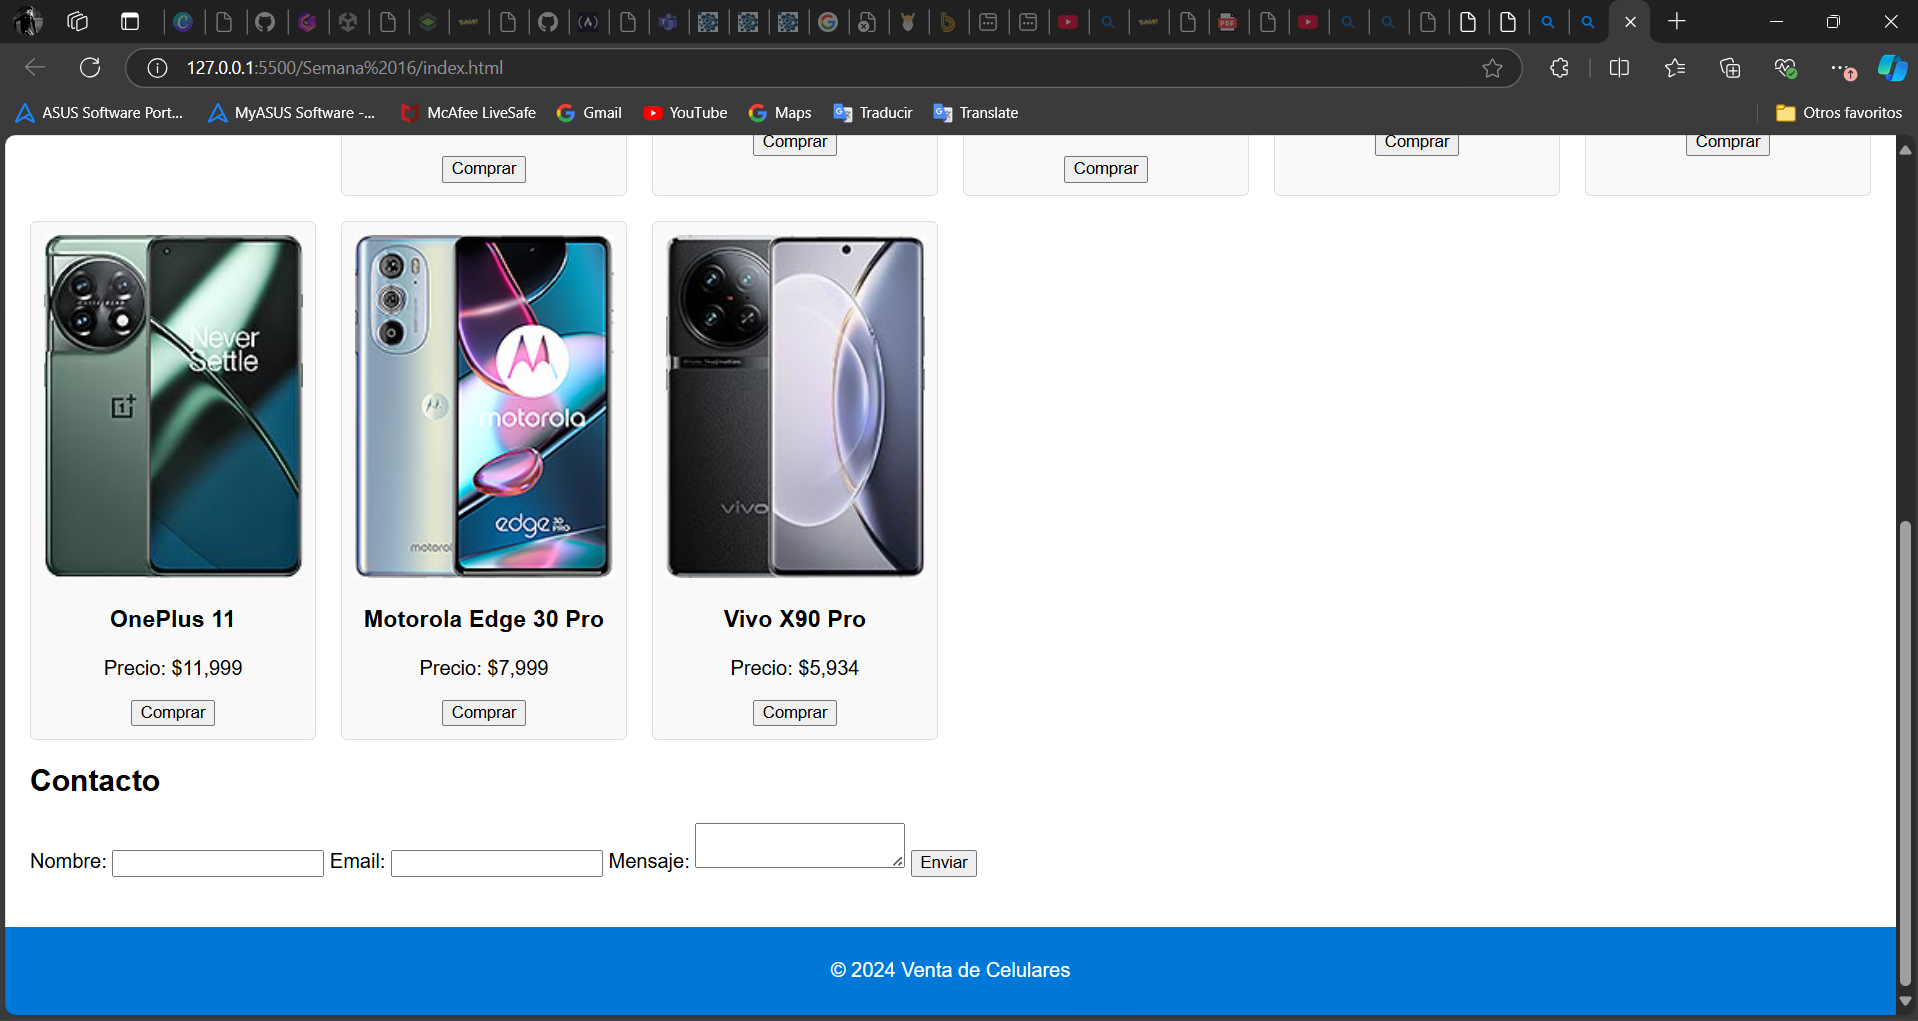 127.0.0.1:5500/Semana%2016/index.html
ASUS Software Port... MyASUS Software -... McAfee LiveSafe Gmail YouTube Maps Traducir Translate Otros favoritos
Comprar Comprar Comprar
Comprar Comprar
Never
Settle
motorola
vivo
edge 30 PRO
motorol
OnePlus 11 Motorola Edge 30 Pro Vivo X90 Pro
Precio: $11,999 Precio: $7,999 Precio: $5,934
Comprar Comprar Comprar
Contacto
Nombre: Email: Mensaje: Enviar
© 2024 Venta de Celulares